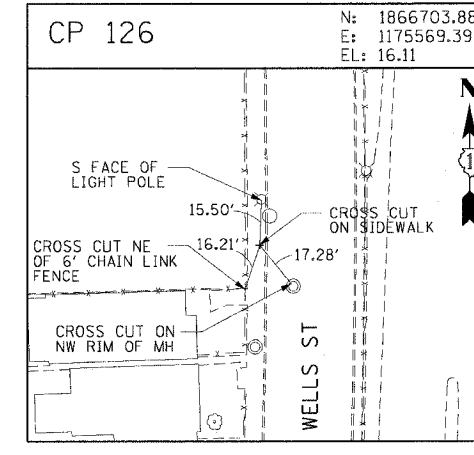 CP 126
N: 1866703.88
E: 1175569.39
EL: 16.11
N
S FACE OF
LIGHT POLE
15.50'
CROSS CUT
ON SIDEWALK
CROSS CUT NE
OF 6' CHAIN LINK
FENCE
16.21'
17.28'
CROSS CUT ON
NW RIM OF MH
WELLS ST